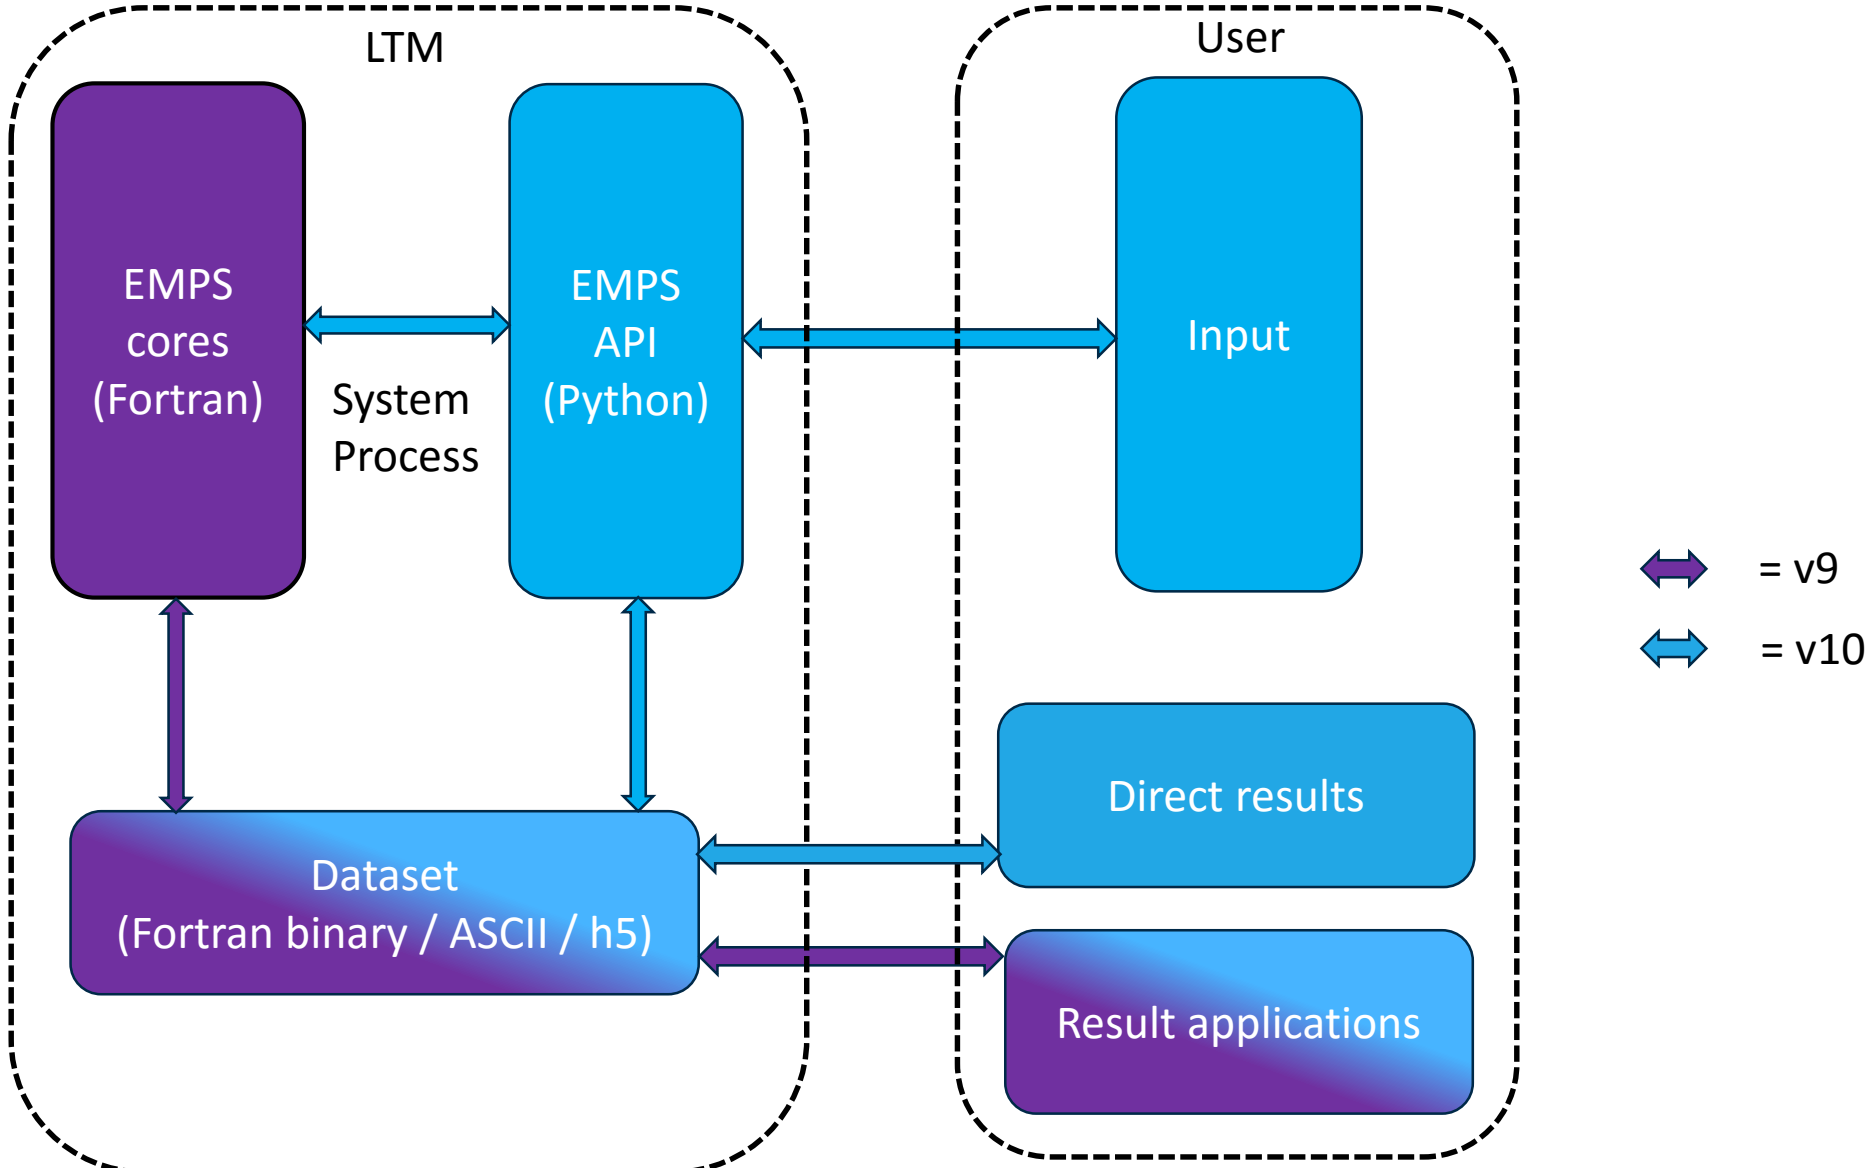 LTM
User
EMPS
cores
(Fortran)
System
Process
EMPS
API
(Python)
Input
= v9
= v10
Direct results
Dataset
(Fortran binary / ASCII / h5)
Result applications